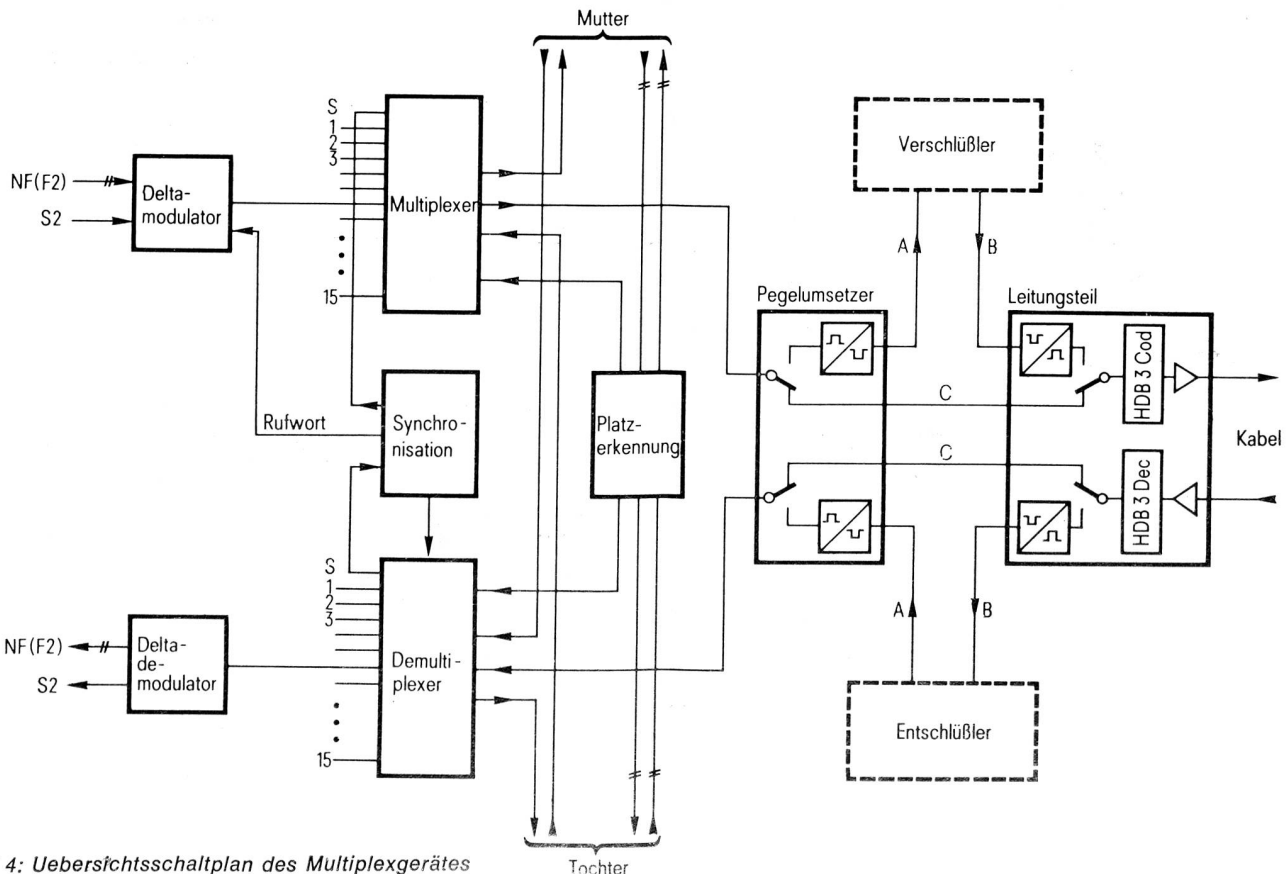 Mutter
S
1
2
3
15
Multiplexer
NF(F2)
S2
Delta-
modulator
Verschlüßler
A
B
Pegelumsetzer
Leitungsteil
HDB 3 Cod
C
Kabel
C
HDB 3 Dec
Rufwort
Synchro-
nisation
Platz-
erkennung
S
1
2
3
15
Demulti-
plexer
NF(F2)
S2
Delta-
de-
modulator
A
B
Entschlüßler
Tochter
4: Uebersichtsschaltplan des Multiplexgerätes